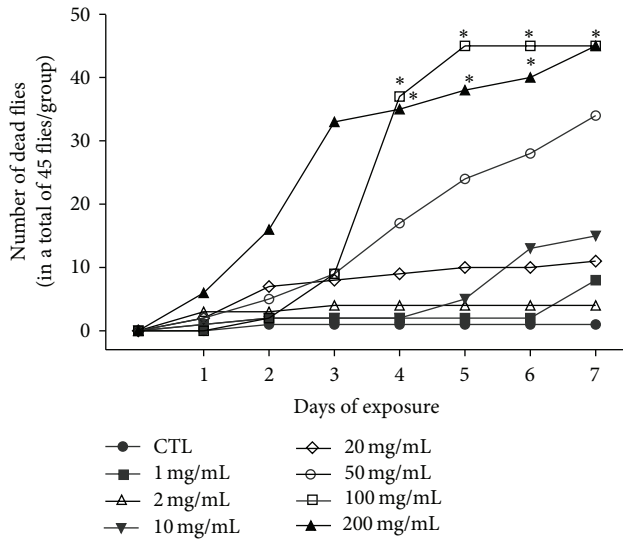 Number of dead flies
(in a total of 45 flies/group)
50
40
30
20
10
0
* * * * * * *
1 2 3 4 5 6 7
Days of exposure
CTL
1 mg/mL
2 mg/mL
10 mg/mL
20 mg/mL
50 mg/mL
100 mg/mL
200 mg/mL